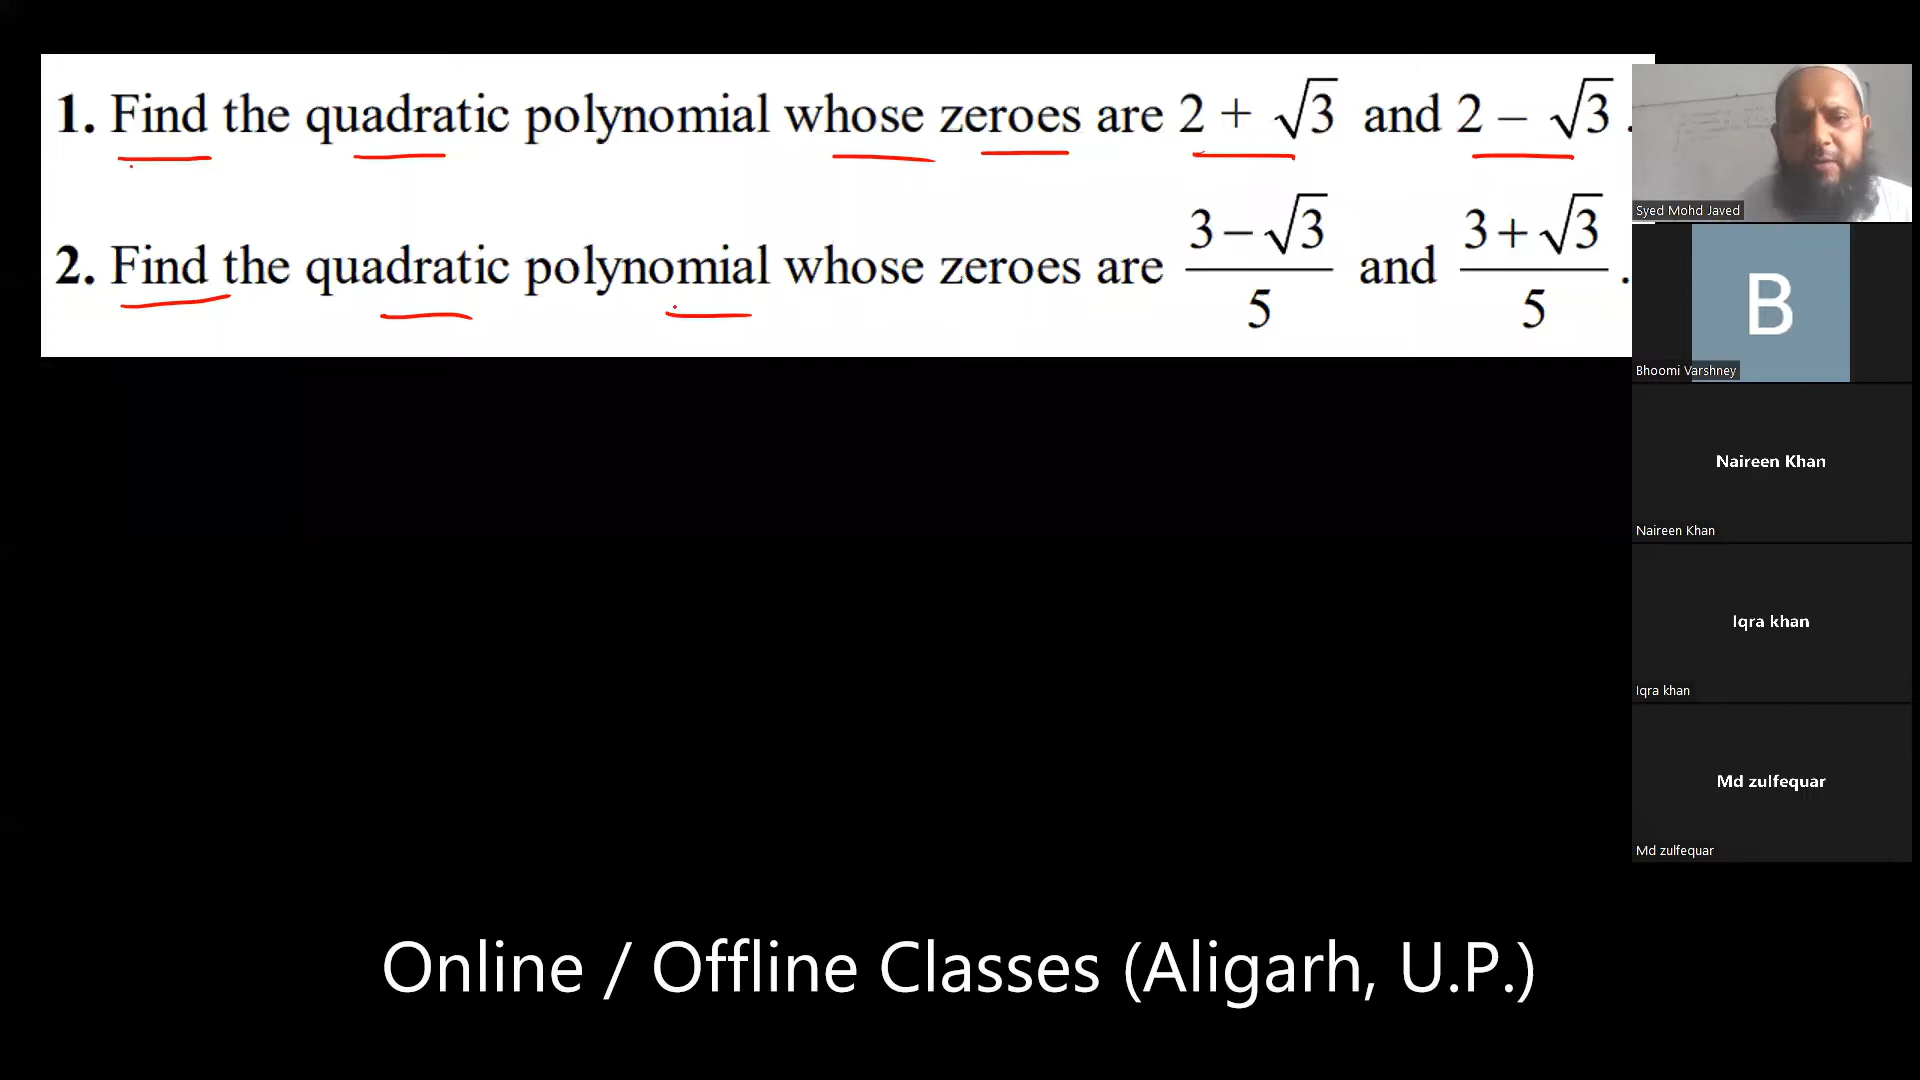 1. Find the quadratic polynomial whose zeroes are 2 + √3 and 2 – √3 .
2. Find the quadratic polynomial whose zeroes are (3 – √3)/5 and (3 + √3)/5 .
Syed Mohd Javed
B
Bhoomi Varshney
Naireen Khan
Naireen Khan
Iqra khan
Iqra khan
Md zulfequar
Md zulfequar
Online / Offline Classes (Aligarh, U.P.)